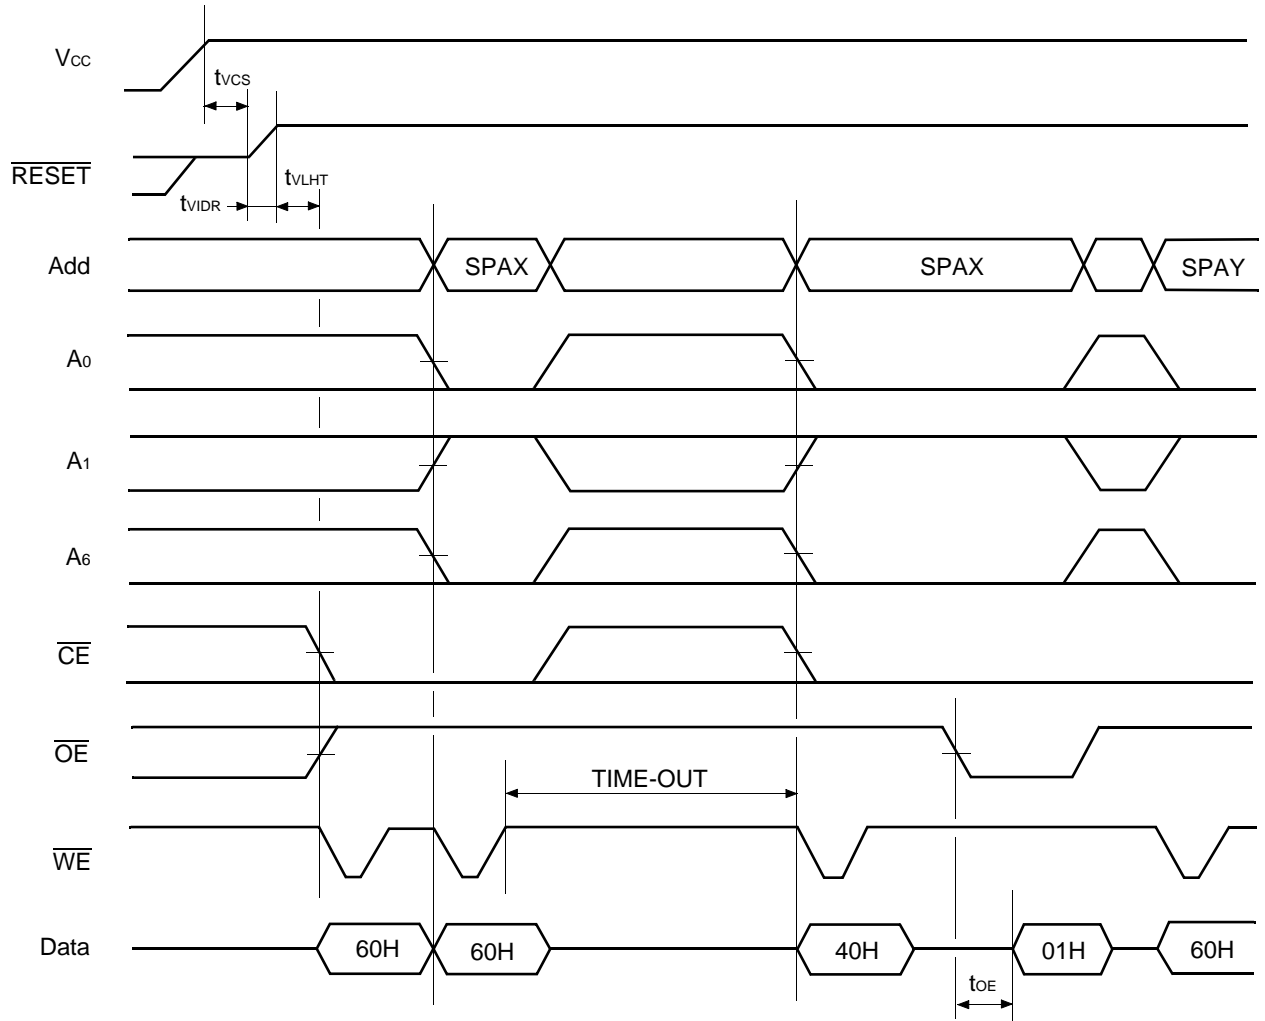 VCC
tVCS
RESET
tVLHT
tVIDR
Add
SPAX
SPAX
SPAY
A0
A1
A6
CE
OE
TIME-OUT
WE
Data
60H
60H
40H
01H
60H
tOE